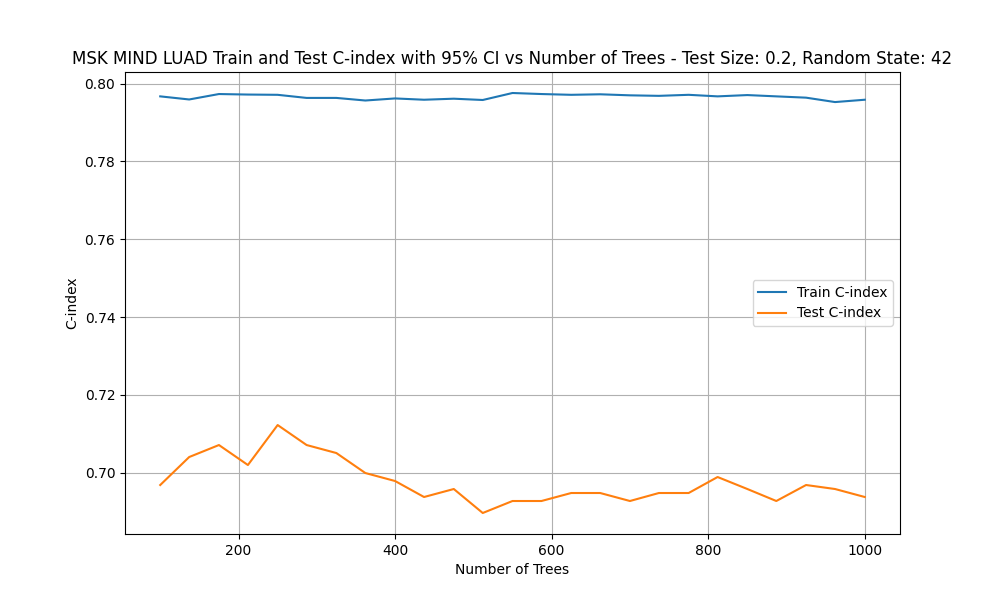 MSK MIND LUAD Train and Test C-index with 95% CI vs Number of Trees - Test Size: 0.2, Random State: 42
0.80
0.78
0.76
0.74
0.72
0.70
C-index
Train C-index
Test C-index
200
400
600
800
1000
Number of Trees